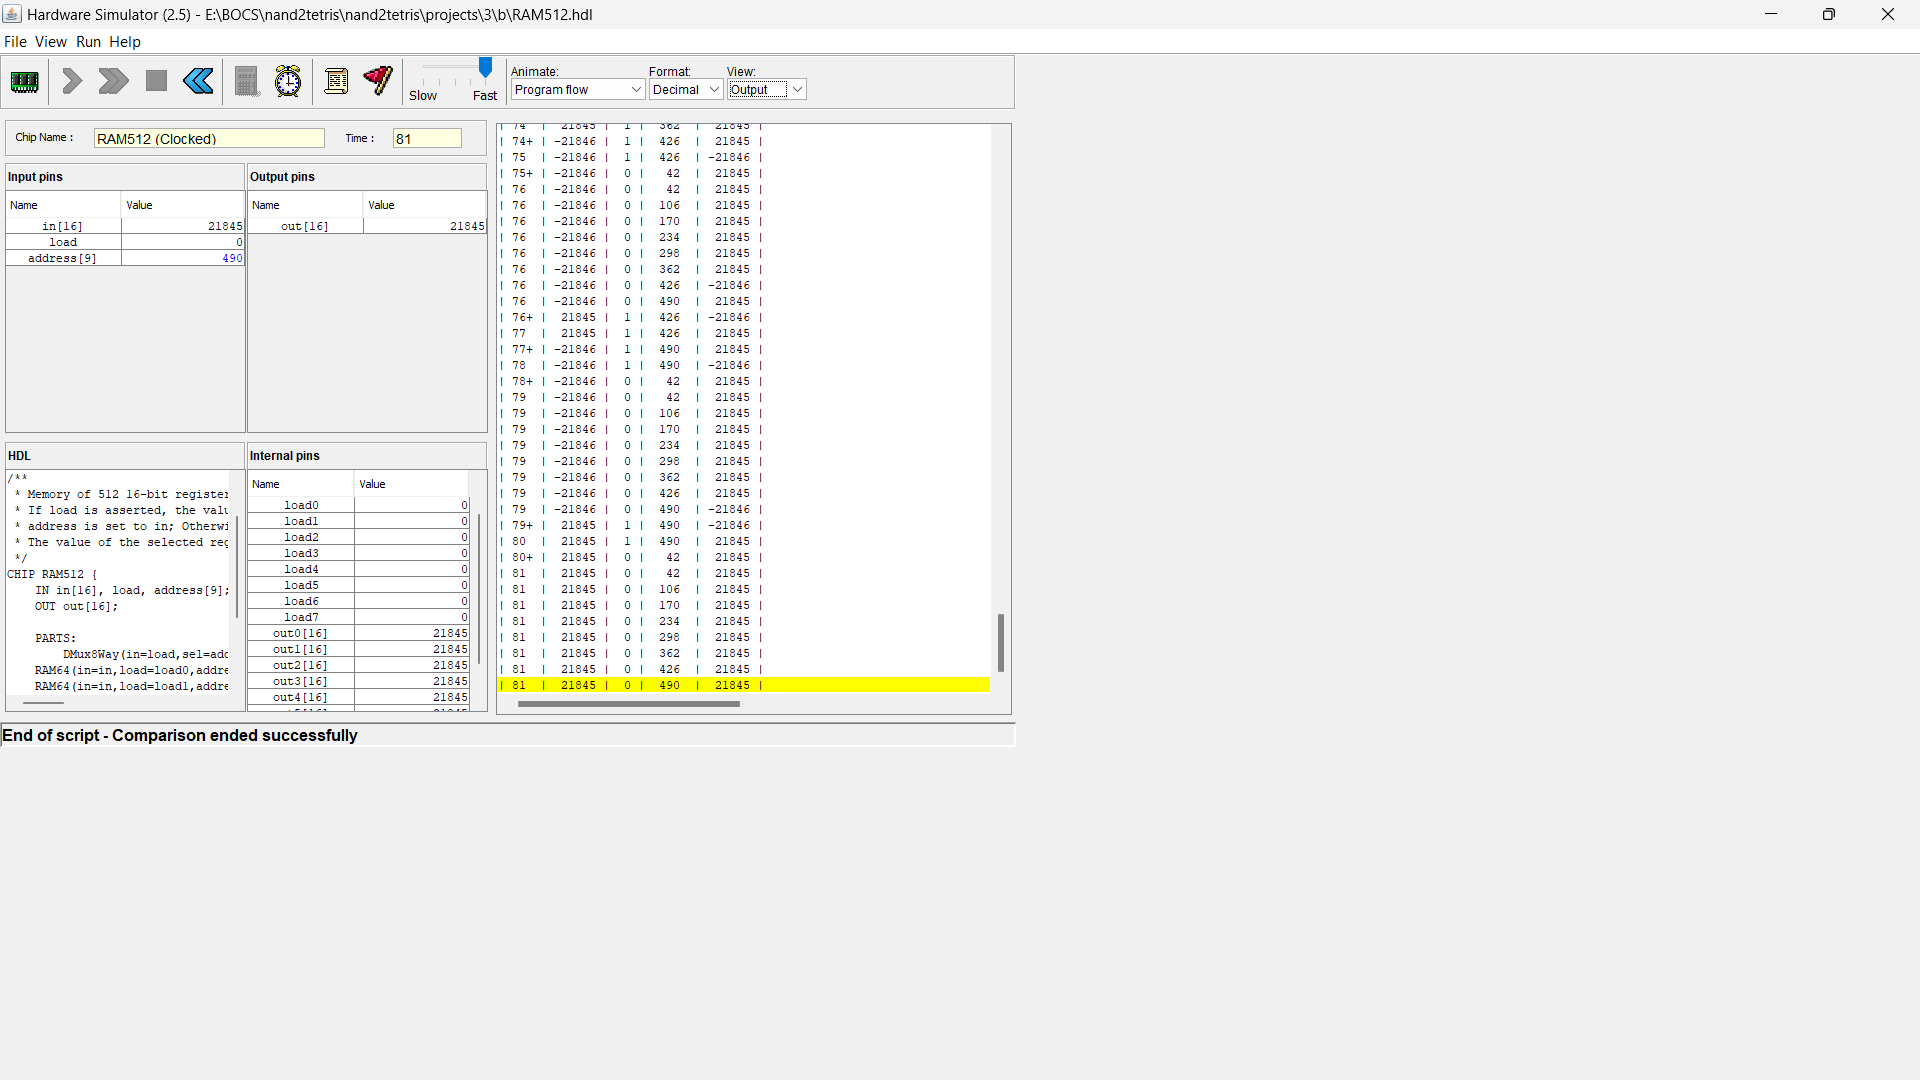 Hardware Simulator (2.5) - E:\BOCS\nand2tetris\nand2tetris\projects\3\b\RAM512.hdl
File View Run Help
Slow Fast
Animate: Format: View:
Program flow Decimal Output
Chip Name : RAM512 (Clocked) Time : 81
Input pins
Name Value
in[16] 21845
load 0
address[9] 490
Output pins
Name Value
out[16] 21845
HDL
/**
* Memory of 512 16-bit register
* If load is asserted, the valu
* address is set to in; Otherwi
* The value of the selected reg
*/
CHIP RAM512 {
IN in[16], load, address[9];
OUT out[16];
PARTS:
DMux8Way(in=load,sel=add
RAM64(in=in,load=load0,addre
RAM64(in=in,load=load1,addre
Internal pins
Name Value
load0 0
load1 0
load2 0
load3 0
load4 0
load5 0
load6 0
load7 0
out0[16] 21845
out1[16] 21845
out2[16] 21845
out3[16] 21845
out4[16] 21845
| 74 | 21845 | 1 | 362 | 21845 |
| 74+ | -21846 | 1 | 426 | 21845 |
| 75 | -21846 | 1 | 426 | -21846 |
| 75+ | -21846 | 0 | 42 | 21845 |
| 76 | -21846 | 0 | 42 | 21845 |
| 76 | -21846 | 0 | 106 | 21845 |
| 76 | -21846 | 0 | 170 | 21845 |
| 76 | -21846 | 0 | 234 | 21845 |
| 76 | -21846 | 0 | 298 | 21845 |
| 76 | -21846 | 0 | 362 | 21845 |
| 76 | -21846 | 0 | 426 | -21846 |
| 76 | -21846 | 0 | 490 | 21845 |
| 76+ | 21845 | 1 | 426 | -21846 |
| 77 | 21845 | 1 | 426 | 21845 |
| 77+ | -21846 | 1 | 490 | 21845 |
| 78 | -21846 | 1 | 490 | -21846 |
| 78+ | -21846 | 0 | 42 | 21845 |
| 79 | -21846 | 0 | 42 | 21845 |
| 79 | -21846 | 0 | 106 | 21845 |
| 79 | -21846 | 0 | 170 | 21845 |
| 79 | -21846 | 0 | 234 | 21845 |
| 79 | -21846 | 0 | 298 | 21845 |
| 79 | -21846 | 0 | 362 | 21845 |
| 79 | -21846 | 0 | 426 | 21845 |
| 79 | -21846 | 0 | 490 | -21846 |
| 79+ | 21845 | 1 | 490 | -21846 |
| 80 | 21845 | 1 | 490 | 21845 |
| 80+ | 21845 | 0 | 42 | 21845 |
| 81 | 21845 | 0 | 42 | 21845 |
| 81 | 21845 | 0 | 106 | 21845 |
| 81 | 21845 | 0 | 170 | 21845 |
| 81 | 21845 | 0 | 234 | 21845 |
| 81 | 21845 | 0 | 298 | 21845 |
| 81 | 21845 | 0 | 362 | 21845 |
| 81 | 21845 | 0 | 426 | 21845 |
| 81 | 21845 | 0 | 490 | 21845 |
End of script - Comparison ended successfully